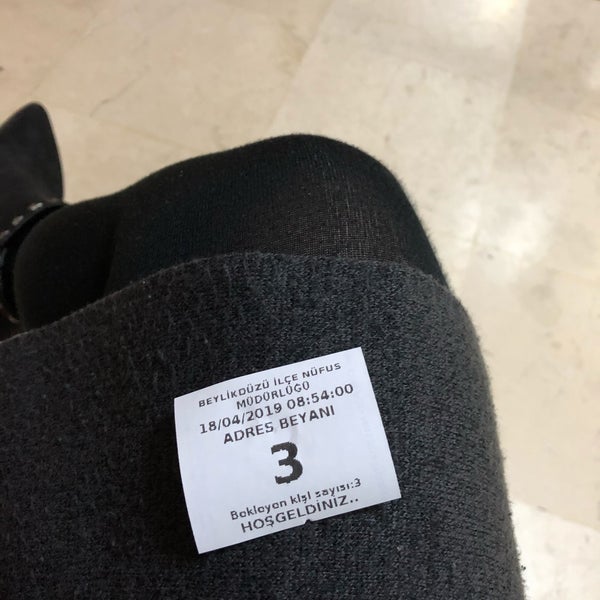 BEYLİKDÜZÜ İLÇE NÜFUS
MÜDÜRLÜĞÜ
18/04/2019 08:54:00
ADRES BEYANI
3
Bekleyen kişi sayısı:3
HOŞGELDİNİZ..